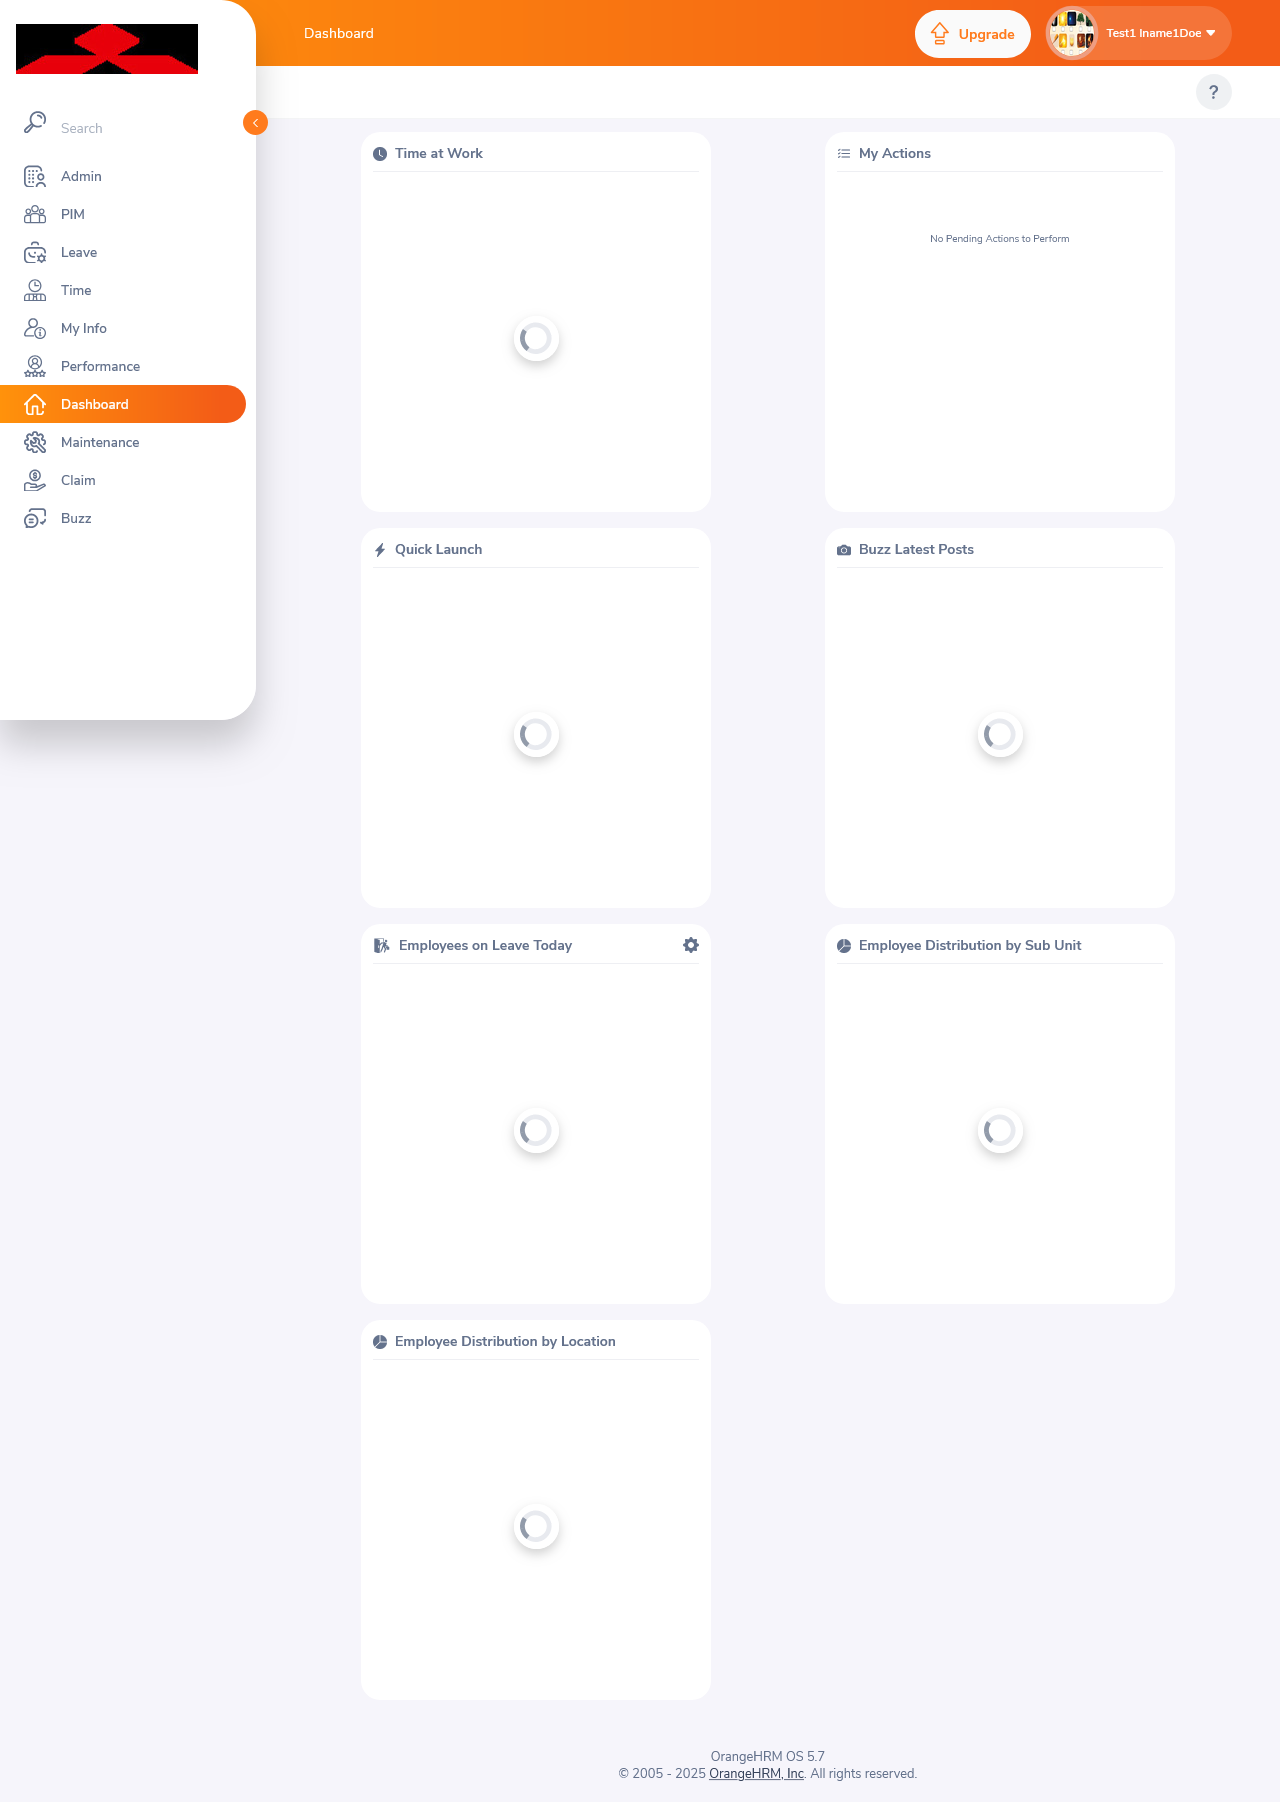 Dashboard
Upgrade
Test1 lname1Doe
?
Search
Admin
PIM
Leave
Time
My Info
Performance
Dashboard
Maintenance
Claim
Buzz
Time at Work
My Actions
No Pending Actions to Perform
Quick Launch
Buzz Latest Posts
Employees on Leave Today
Employee Distribution by Sub Unit
Employee Distribution by Location
OrangeHRM OS 5.7
© 2005 - 2025 OrangeHRM, Inc. All rights reserved.